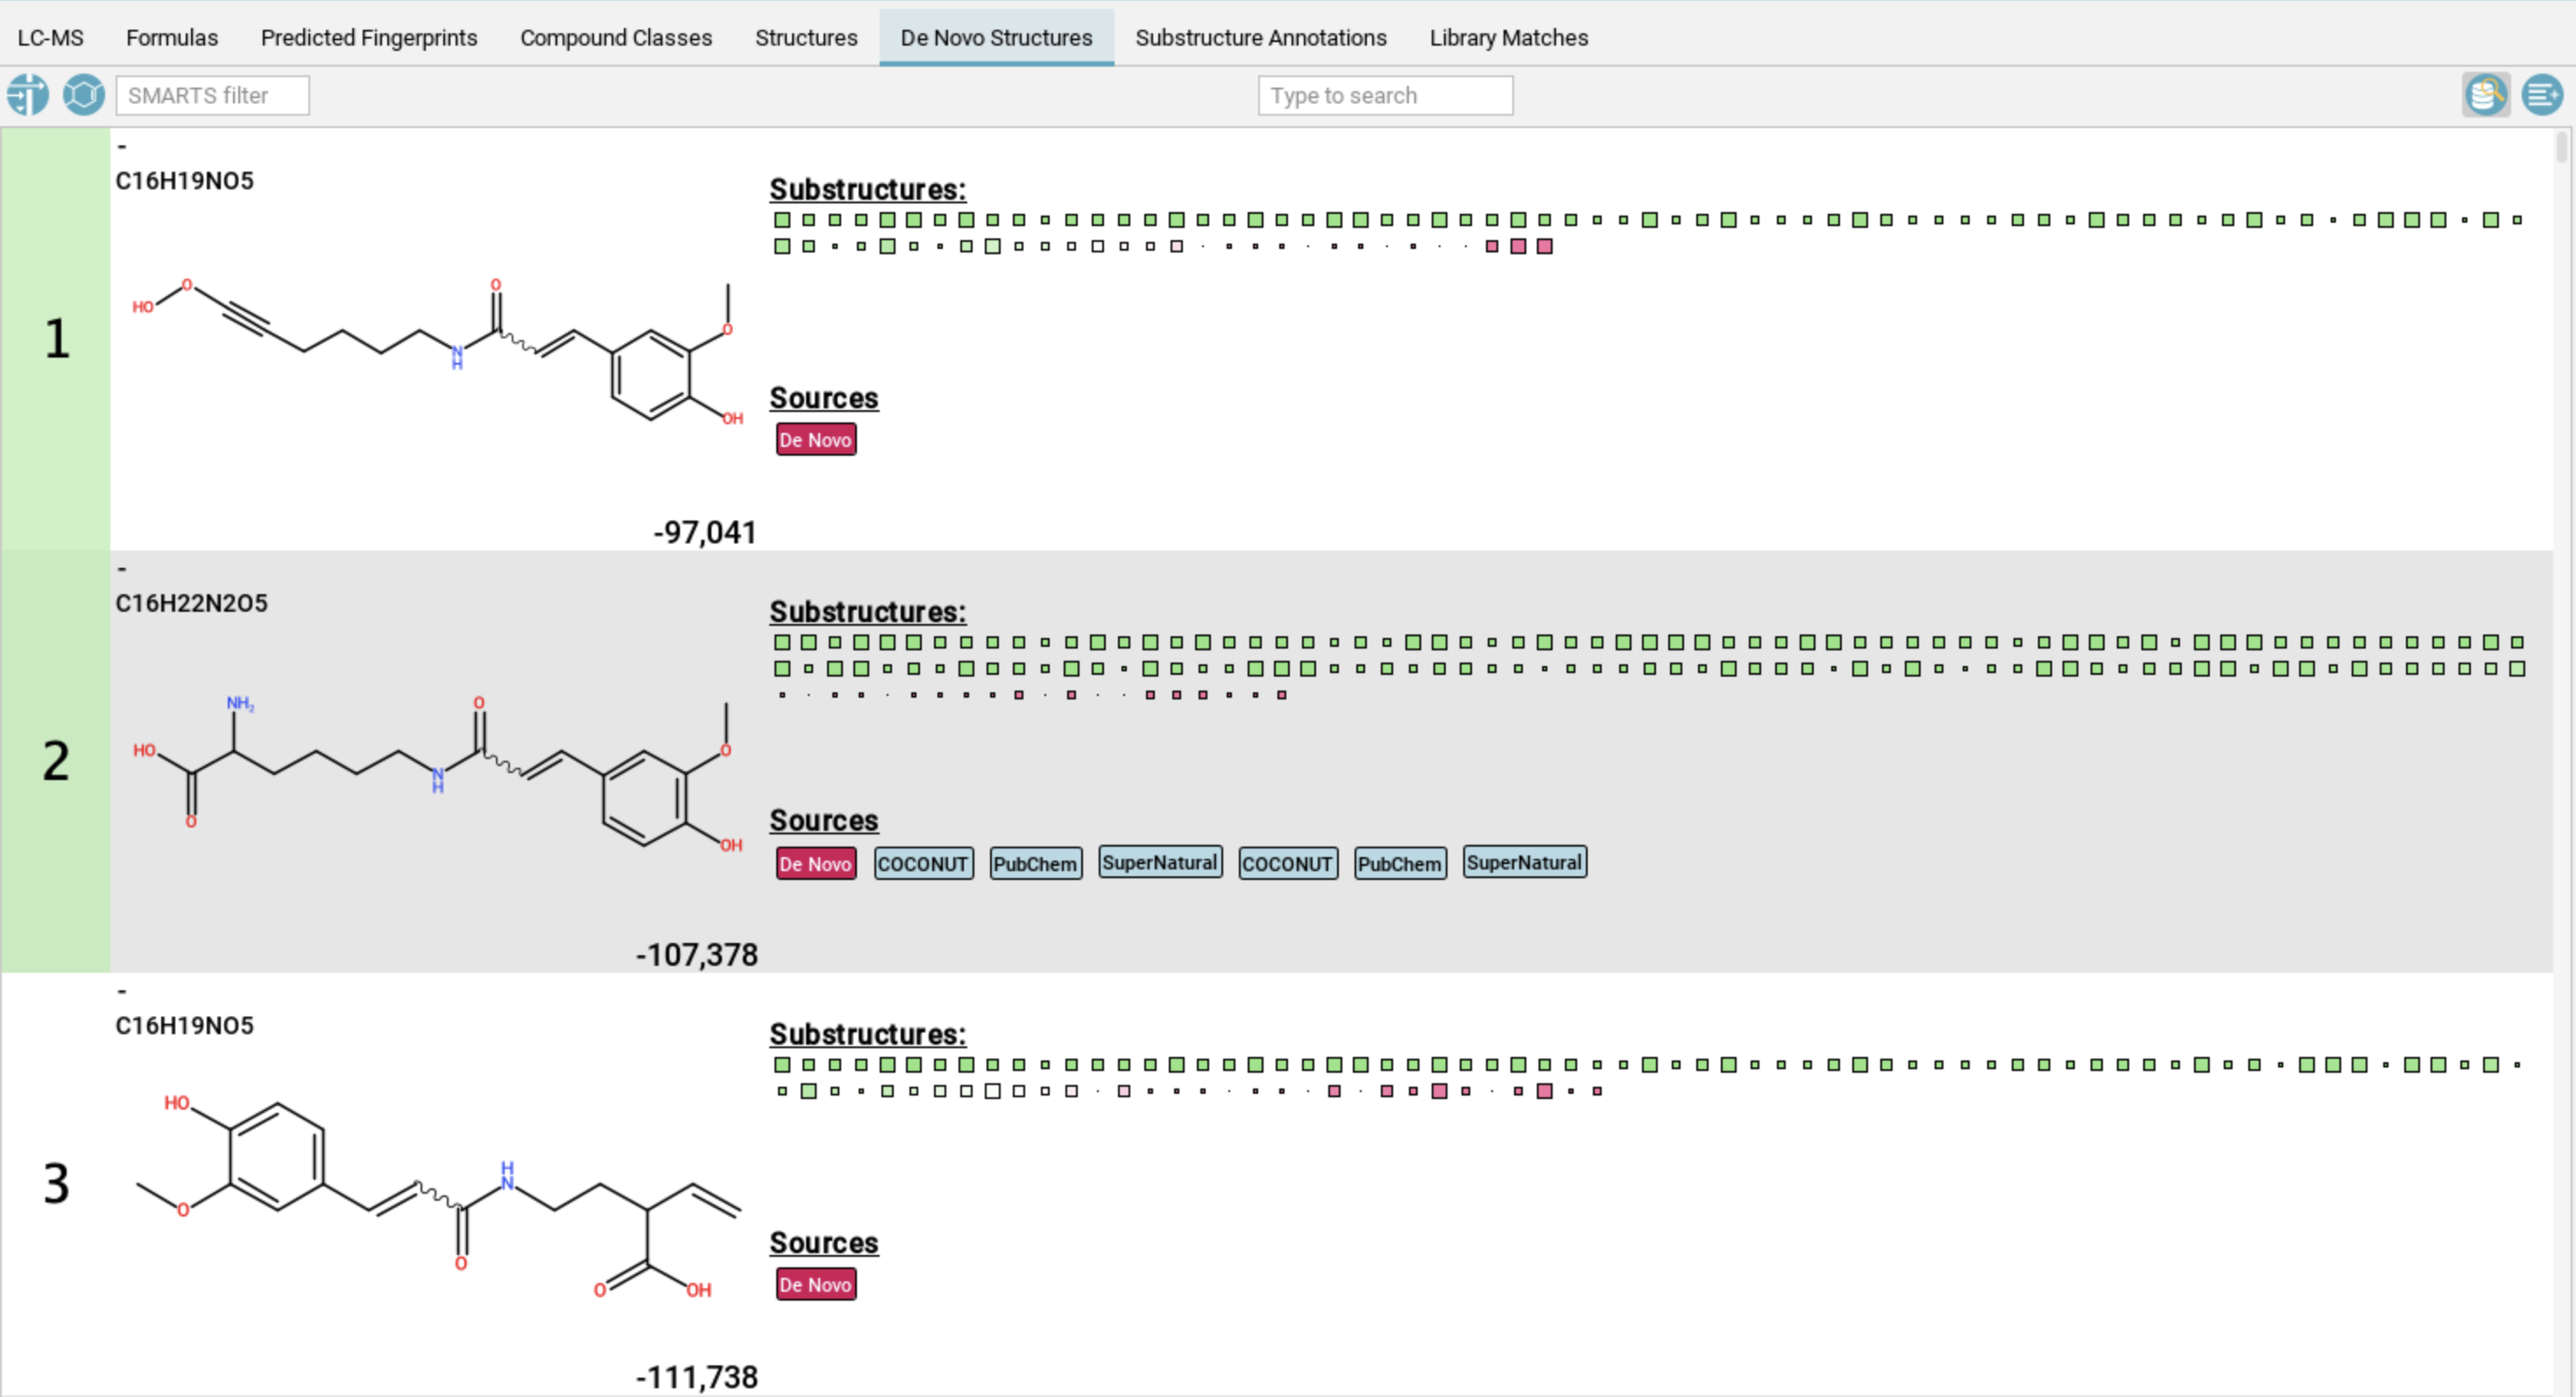 LC-MS Formulas Predicted Fingerprints Compound Classes Structures De Novo Structures Substructure Annotations Library Matches
SMARTS filter Type to search
1
-
C16H19NO5
Substructures:
HO O N H O O OH
Sources
De Novo
-97,041
2
-
C16H22N2O5
Substructures:
NH2 HO O N H O O OH
Sources
De Novo COCONUT PubChem SuperNatural COCONUT PubChem SuperNatural
-107,378
3
-
C16H19NO5
Substructures:
HO O O H N O OH
Sources
De Novo
-111,738